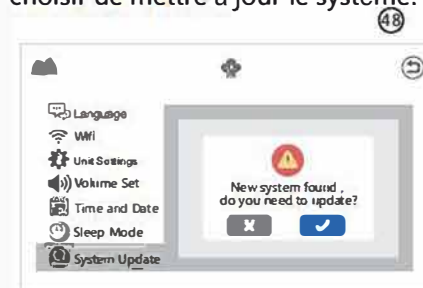 choisir de mettre à jour le système.
48
Language
Wifi
Unit Settings
Volume Set
New system found ,
do you need to update?
Time and Date
Sleep Mode
System Update